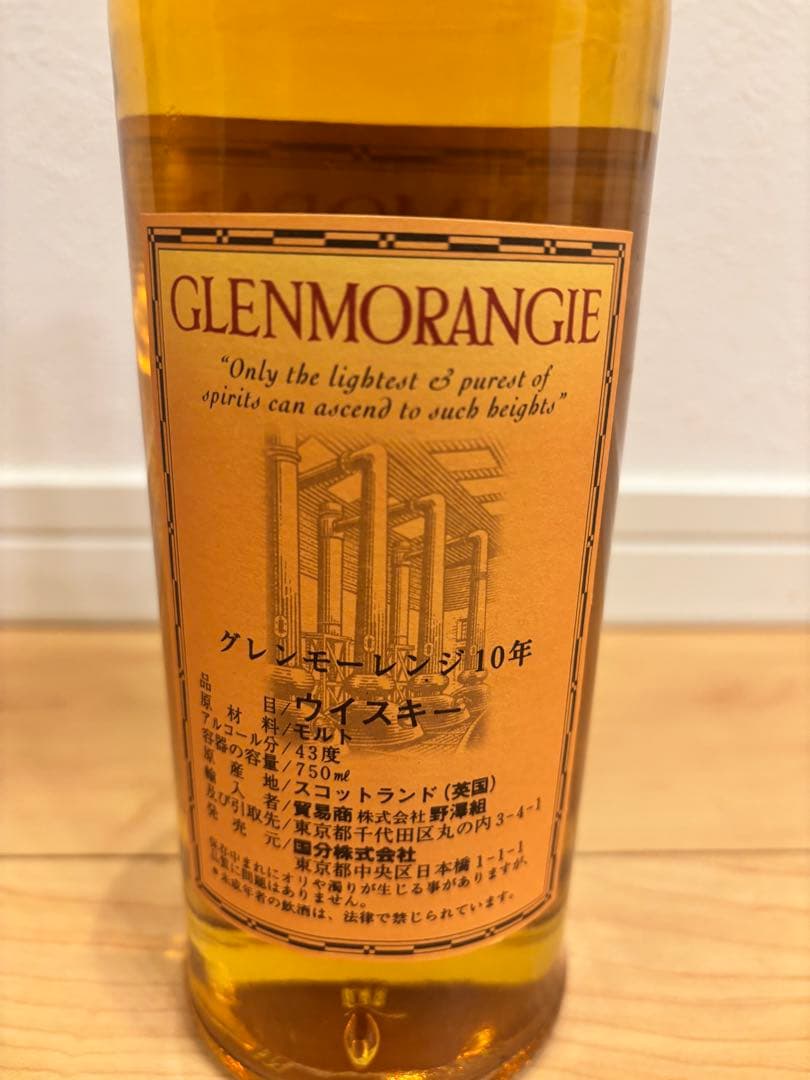 GLENMORANGIE
“Only the lightest & purest of
spirits can ascend to such heights”
グレンモーレンジ 10年
品目/ウイスキー
原材料/モルト
アルコール分/43度
容器の容量/750㎖
原産地/スコットランド(英国)
輸入者/貿易商 株式会社 野澤組
及び引取先/東京都千代田区丸の内3-4-1
発売元/国分株式会社
東京都中央区日本橋1-1-1
保存中まれにオリや濁りが生じる事がありますが、
品質に問題はありません。
*未成年者の飲酒は、法律で禁じられています。